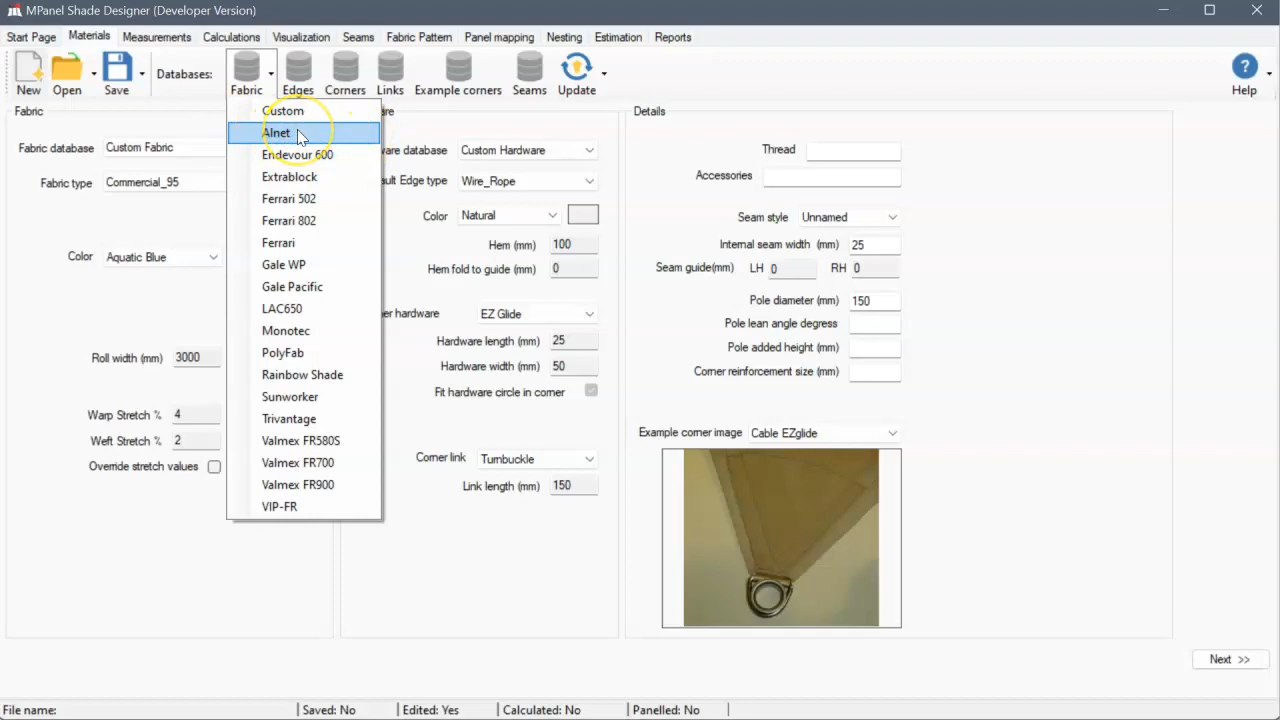 MPanel Shade Designer (Developer Version)
Start Page Materials Measurements Calculations Visualization Seams Fabric Pattern Panel mapping Nesting Estimation Reports
New Open Save Databases: Fabric Edges Corners Links Example corners Seams Update Help
Fabric
Fabric database Custom Fabric
Fabric type Commercial_95
Color Aquatic Blue
Roll width (mm) 3000
Warp Stretch % 4
Weft Stretch % 2
Override stretch values
Custom
Alnet
Endevour 600
Extrablock
Ferrari 502
Ferrari 802
Ferrari
Gale WP
Gale Pacific
LAC650
Monotec
PolyFab
Rainbow Shade
Sunworker
Trivantage
Valmex FR580S
Valmex FR700
Valmex FR900
VIP-FR
are
ware database Custom Hardware
ault Edge type Wire_Rope
Color Natural
Hem (mm) 100
Hem fold to guide (mm) 0
er hardware EZ Glide
Hardware length (mm) 25
Hardware width (mm) 50
Fit hardware circle in corner
Corner link Turnbuckle
Link length (mm) 150
Details
Thread
Accessories
Seam style Unnamed
Internal seam width (mm) 25
Seam guide(mm) LH 0 RH 0
Pole diameter (mm) 150
Pole lean angle degress
Pole added height (mm)
Corner reinforcement size (mm)
Example corner image Cable EZglide
Next >>
File name: Saved: No Edited: Yes Calculated: No Panelled: No